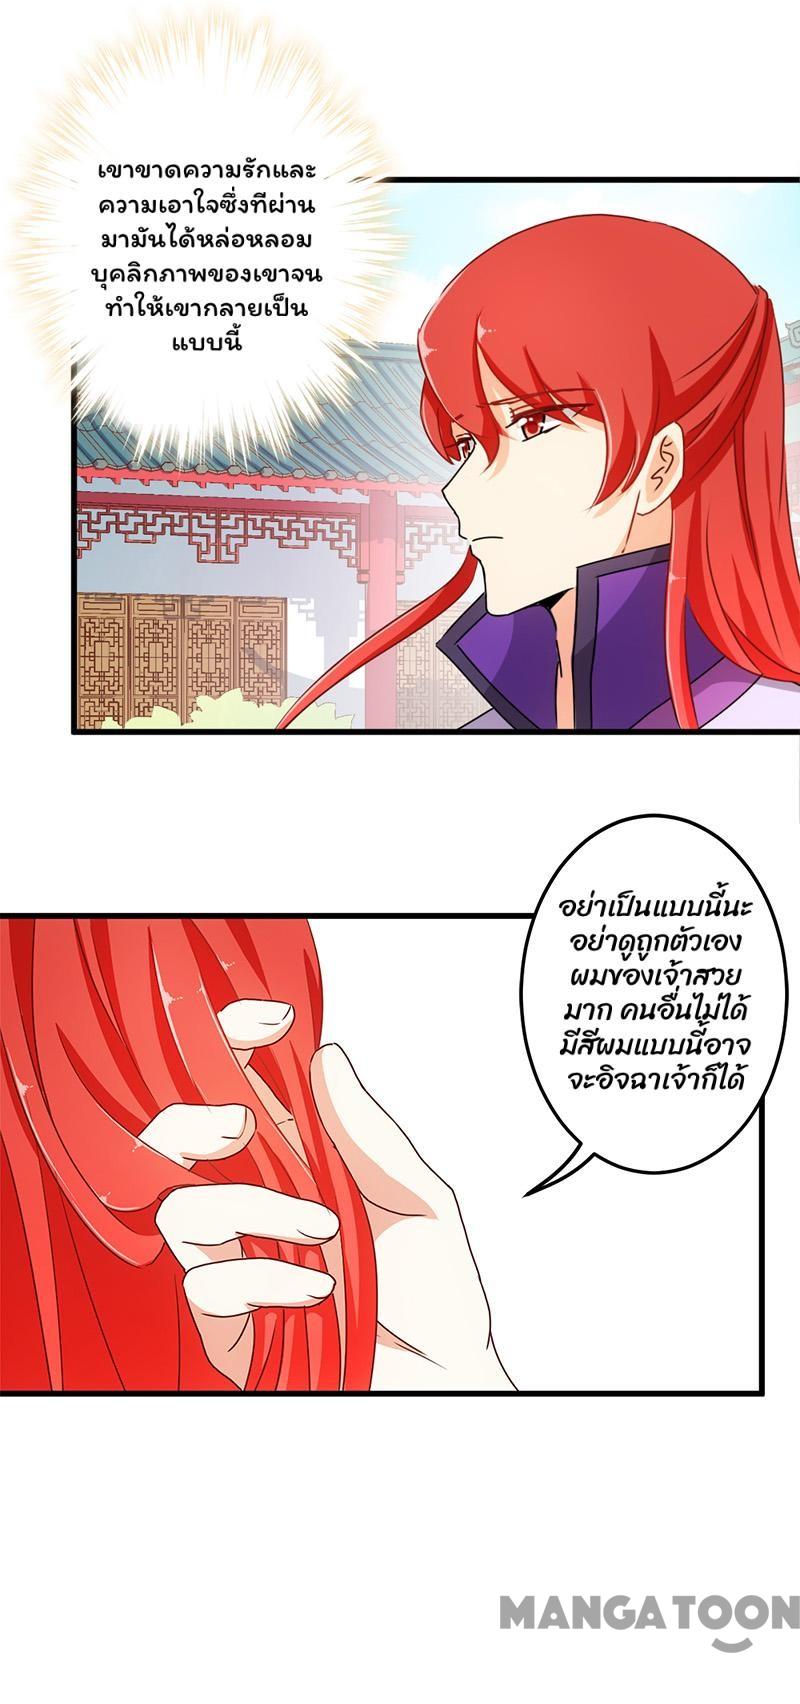 เขาขาดความรักและ
ความเอาใจซึ่งทีผ่าน
มามันได้หล่อหลอม
บุคลิกภาพของเขาจน
ทำให้เขากลายเป็น
แบบนี้
อย่าเป็นแบบนี้นะ
อย่าดูถูกตัวเอง
ผมของเจ้าสวย
มาก คนอื่นไม่ได้
มีสีผมแบบนี้อาจ
จะอิจฉาเจ้าก็ได้
MANGATOON